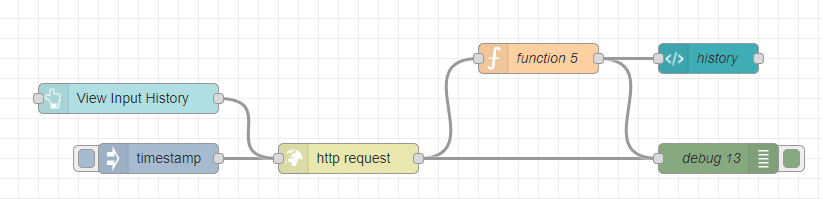 function 5
history
View Input History
timestamp
http request
debug 13